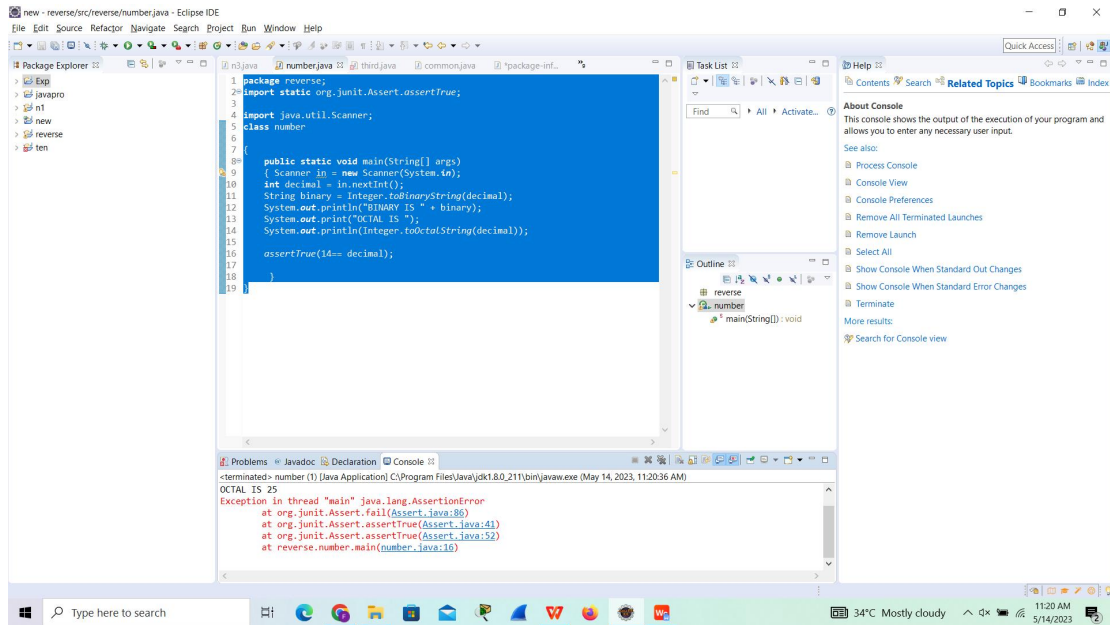 new - reverse/src/reverse/number.java - Eclipse IDE
File Edit Source Refactor Navigate Search Project Run Window Help
Quick Access
Package Explorer
Exp
javapro
n1
new
reverse
ten
n3.java number.java third.java common.java *package-inf...
1 package reverse;
2 import static org.junit.Assert.assertTrue;
3
4 import java.util.Scanner;
5 class number
6
7 {
8 public static void main(String[] args)
9 { Scanner in = new Scanner(System.in);
10 int decimal = in.nextInt();
11 String binary = Integer.toBinaryString(decimal);
12 System.out.println("BINARY IS " + binary);
13 System.out.print("OCTAL IS ");
14 System.out.println(Integer.toOctalString(decimal));
15
16 assertTrue(14== decimal);
17
18 }
19 }
Task List
Find All Activate...
Outline
reverse
number
main(String[]) : void
Help
Contents Search Related Topics Bookmarks Index
About Console
This console shows the output of the execution of your program and
allows you to enter any necessary user input.
See also:
Process Console
Console View
Console Preferences
Remove All Terminated Launches
Remove Launch
Select All
Show Console When Standard Out Changes
Show Console When Standard Error Changes
Terminate
More results:
Search for Console view
Problems Javadoc Declaration Console
<terminated> number (1) [Java Application] C:\Program Files\Java\jdk1.8.0_211\bin\javaw.exe (May 14, 2023, 11:20:36 AM)
OCTAL IS 25
Exception in thread "main" java.lang.AssertionError
at org.junit.Assert.fail(Assert.java:86)
at org.junit.Assert.assertTrue(Assert.java:41)
at org.junit.Assert.assertTrue(Assert.java:52)
at reverse.number.main(number.java:16)
Type here to search
34°C Mostly cloudy
11:20 AM
5/14/2023
2